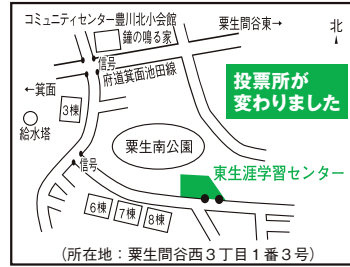 コミュニティセンター豊川北小会館
粟生間谷東→
北
鐘の鳴る家
信号
府道箕面池田線
投票所が
変わりました
←箕面
3棟
給水塔
粟生南公園
信号
東生涯学習センター
6棟
7棟
8棟
(所在地:粟生間谷西3丁目1番3号)